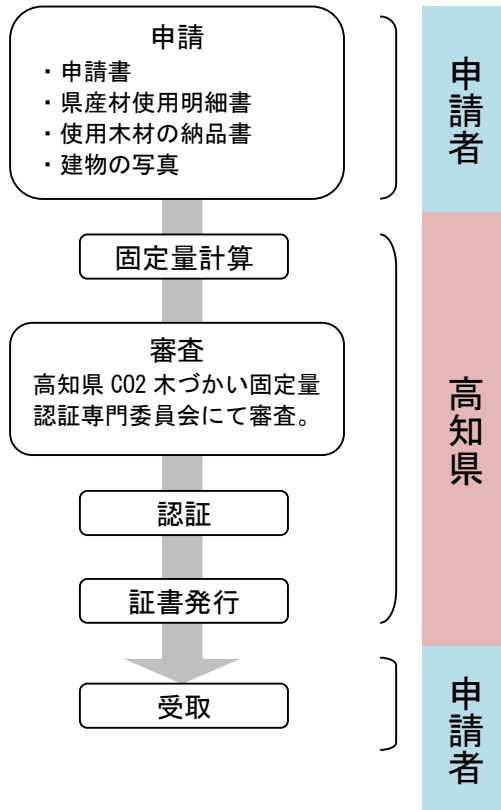 申請
・申請書
・県産材使用明細書
・使用木材の納品書
・建物の写真
申請者
固定量計算
審査
高知県 CO2 木づかい固定量
認証専門委員会にて審査。
認証
証書発行
高知県
受取
申請者